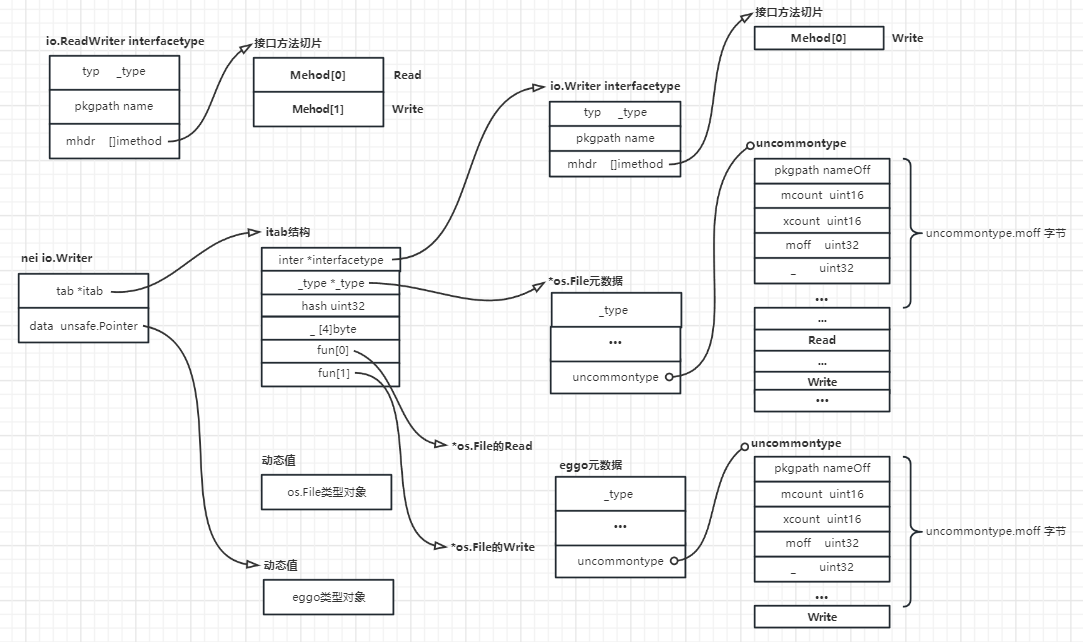 io.ReadWriter interfacetype
typ _type
pkgpath name
mhdr []imethod
接口方法切片
Mehod[0] Read
Mehod[1] Write
接口方法切片
Mehod[0] Write
io.Writer interfacetype
typ _type
pkgpath name
mhdr []imethod
nei io.Writer
tab *itab
data unsafe.Pointer
itab结构
inter *interfacetype
_type *_type
hash uint32
_ [4]byte
fun[0]
fun[1]
*os.File元数据
_type
...
uncommontype
uncommontype
pkgpath nameOff
mcount uint16
xcount uint16
moff uint32
_ uint32
...
uncommontype.moff 字节
...
Read
...
Write
...
*os.File的Read
*os.File的Write
动态值
os.File类型对象
动态值
eggo类型对象
eggo元数据
_type
...
uncommontype
uncommontype
pkgpath nameOff
mcount uint16
xcount uint16
moff uint32
_ uint32
...
uncommontype.moff 字节
Write